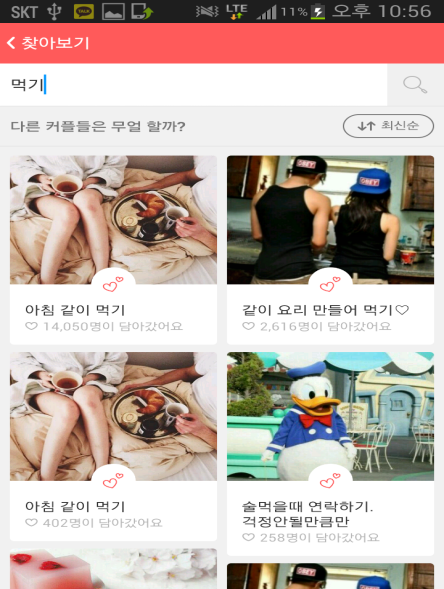 SKT
TALK
LTE
11%
오후 10:56
찾아보기
먹기
다른 커플들은 무얼 할까?
최신순
아침 같이 먹기
14,050명이 담아갔어요
같이 요리 만들어 먹기♡
2,616명이 담아갔어요
아침 같이 먹기
402명이 담아갔어요
술먹을때 연락하기.
걱정안될만큼만
258명이 담아갔어요